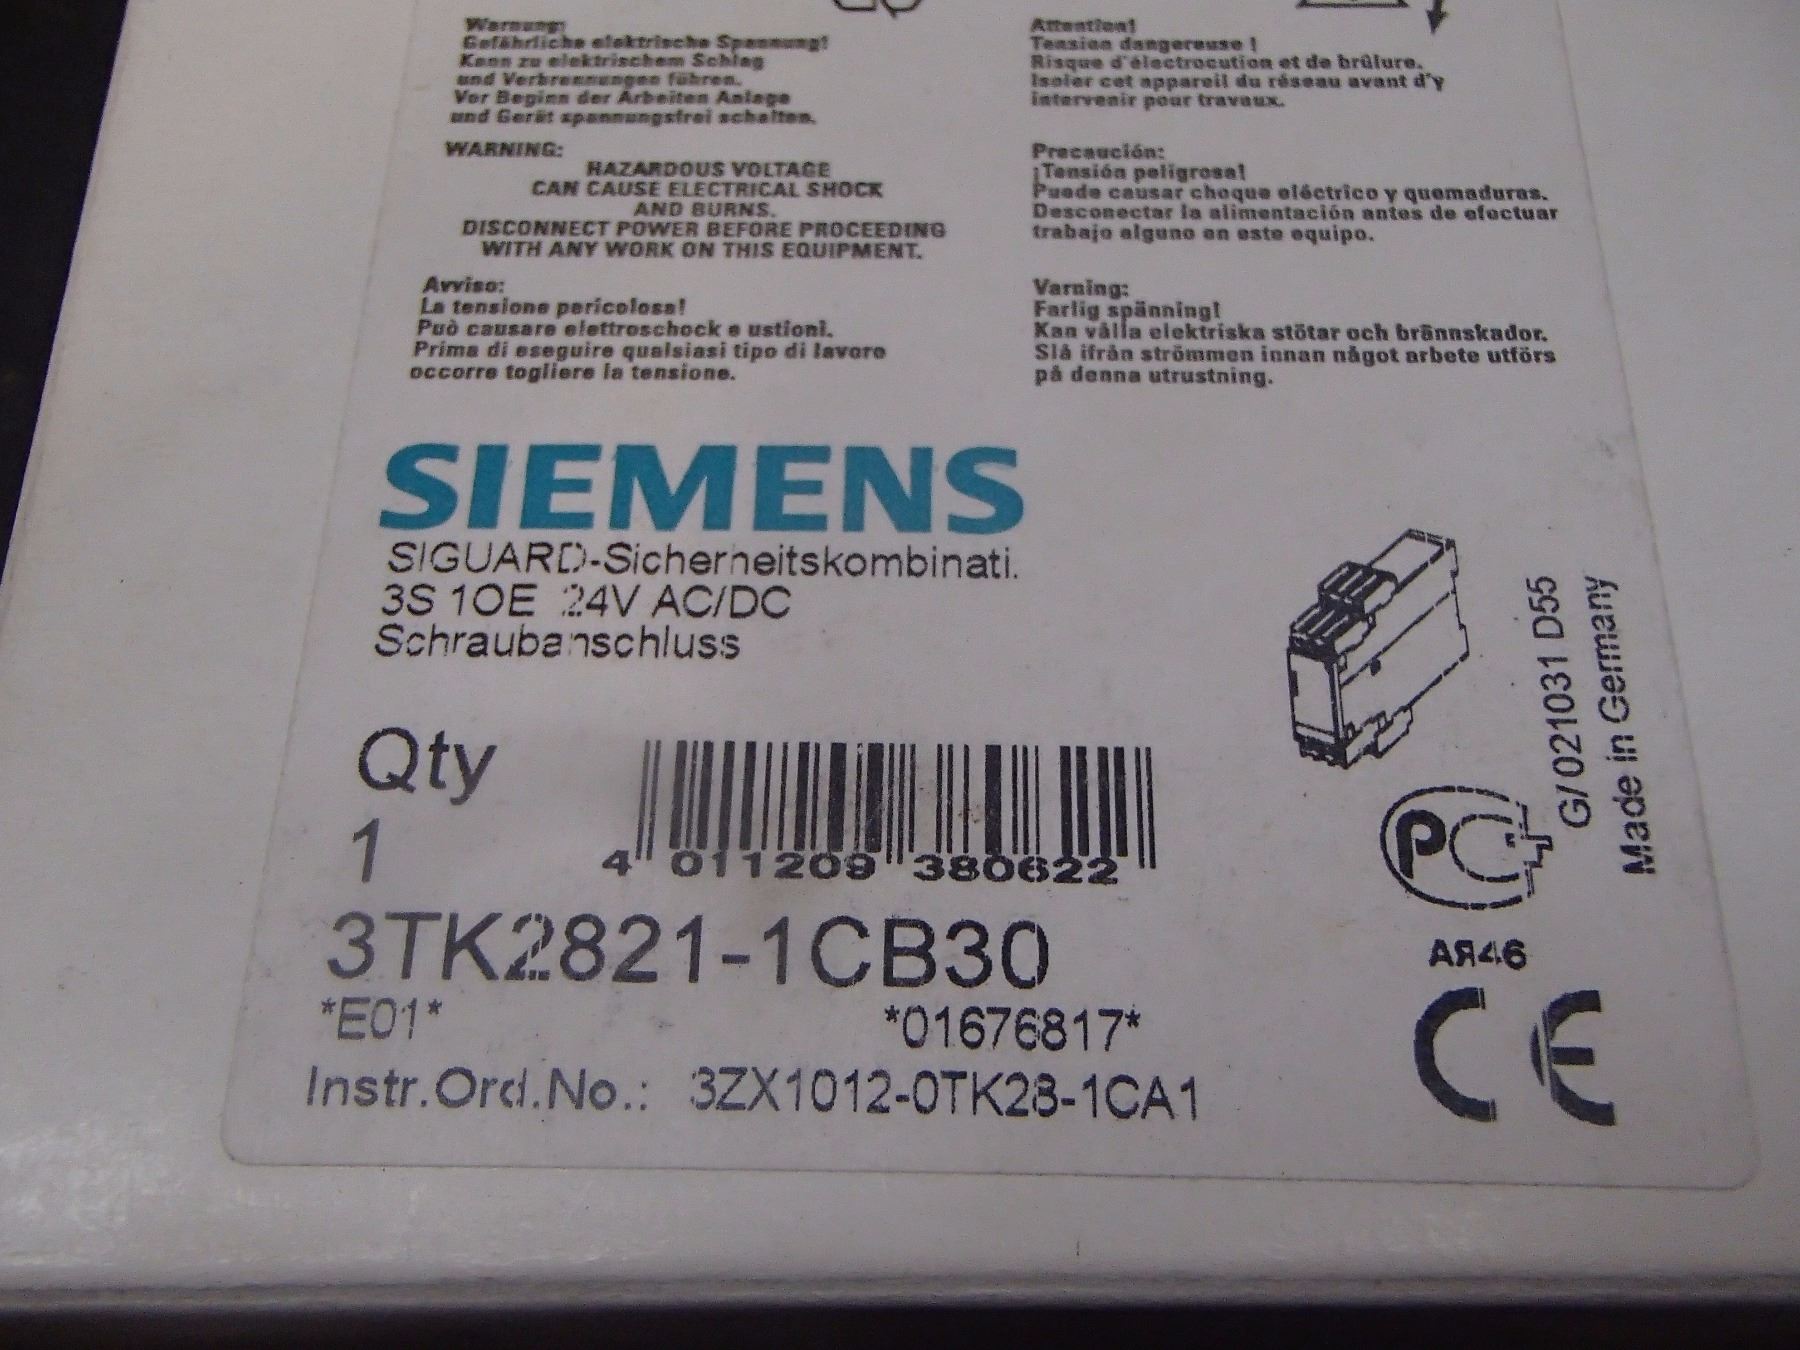 Warnung:
Gefährliche elektrische Spannung!
Kann zu elektrischem Schlag
und Verbrennungen führen.
Vor Beginn der Arbeiten Anlage
und Gerät spannungsfrei schalten.
WARNING:
HAZARDOUS VOLTAGE
CAN CAUSE ELECTRICAL SHOCK
AND BURNS.
DISCONNECT POWER BEFORE PROCEEDING
WITH ANY WORK ON THIS EQUIPMENT.
Avviso:
La tensione pericolosa!
Può causare elettroschock e ustioni.
Prima di eseguire qualsiasi tipo di lavoro
occorre togliere la tensione.
Attention!
Tension dangereuse !
Risque d'électrocution et de brûlure.
Isoler cet appareil du réseau avant d'y
intervenir pour travaux.
Precaución:
¡Tensión peligrosa!
Puede causar choque eléctrico y quemaduras.
Desconectar la alimentación antes de efectuar
trabajo alguno en este equipo.
Varning:
Farlig spänning!
Kan vålla elektriska stötar och brännskador.
Slå ifrån strömmen innan något arbete utförs
på denna utrustning.
SIEMENS
SIGUARD-Sicherheitskombinati.
3S 1OE 24V AC/DC
Schraubanschluss
Qty
1
4 011209 380622
3TK2821-1CB30
*E01* *01676817*
Instr.Ord.No.: 3ZX1012-0TK28-1CA1
G/021031 D55
Made in Germany
PC
АЯ46
CE